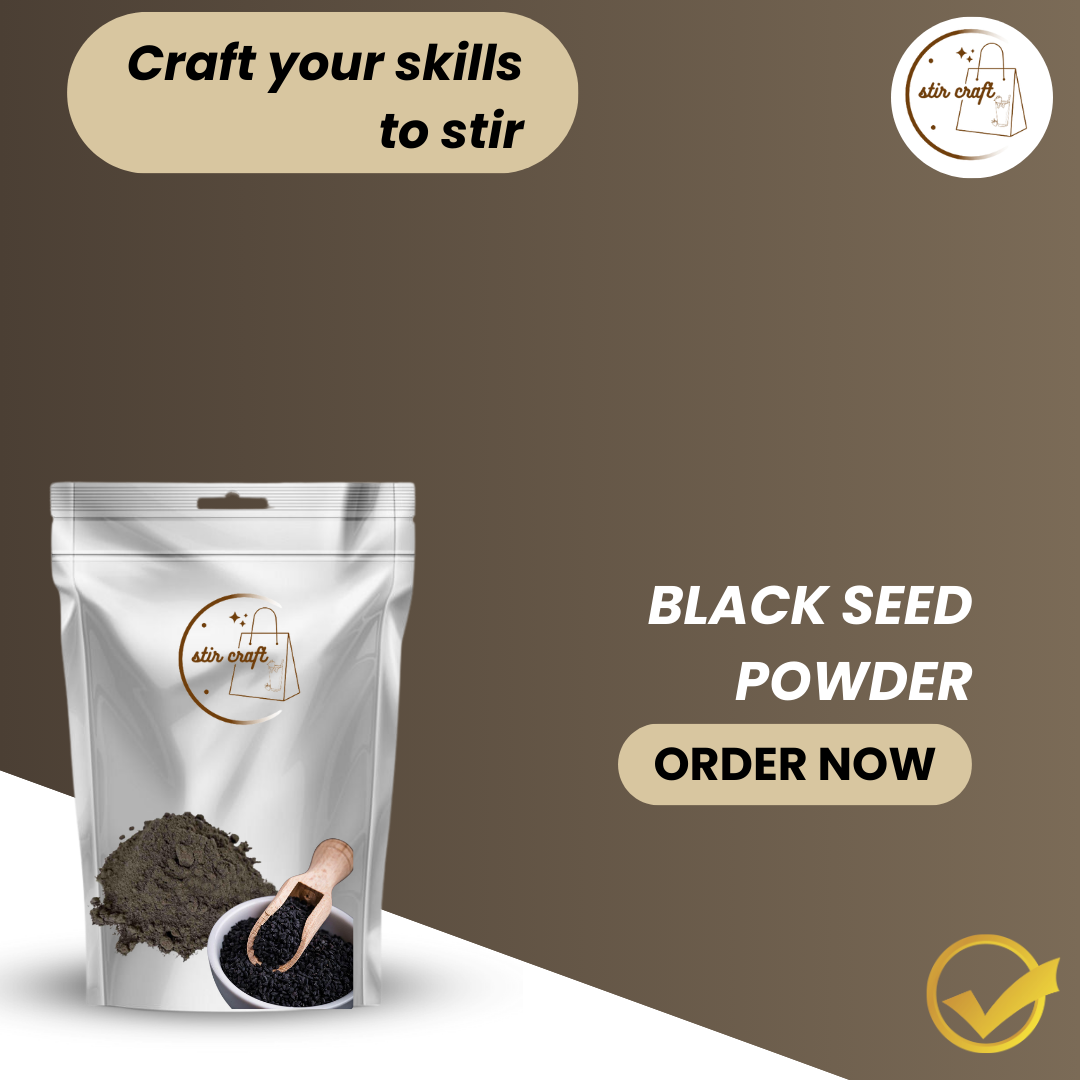 Craft your skills
to stir
stir craft
stir craft
BLACK SEED
POWDER
ORDER NOW